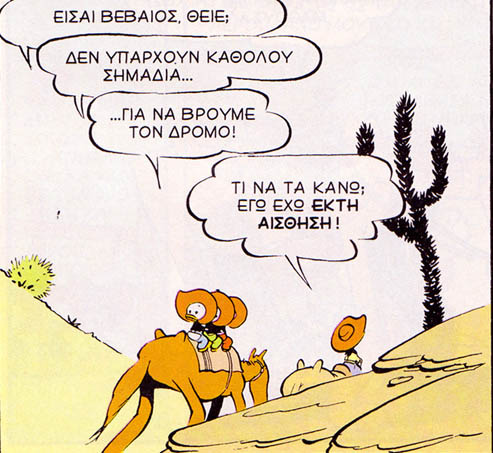 ΕΙΣΑΙ ΒΕΒΑΙΟΣ, ΘΕΙΕ;
ΔΕΝ ΥΠΑΡΧΟΥΝ ΚΑΘΟΛΟΥ
ΣΗΜΑΔΙΑ...
...ΓΙΑ ΝΑ ΒΡΟΥΜΕ
ΤΟΝ ΔΡΟΜΟ!
ΤΙ ΝΑ ΤΑ ΚΑΝΩ;
ΕΓΩ ΕΧΩ ΕΚΤΗ
ΑΙΣΘΗΣΗ!